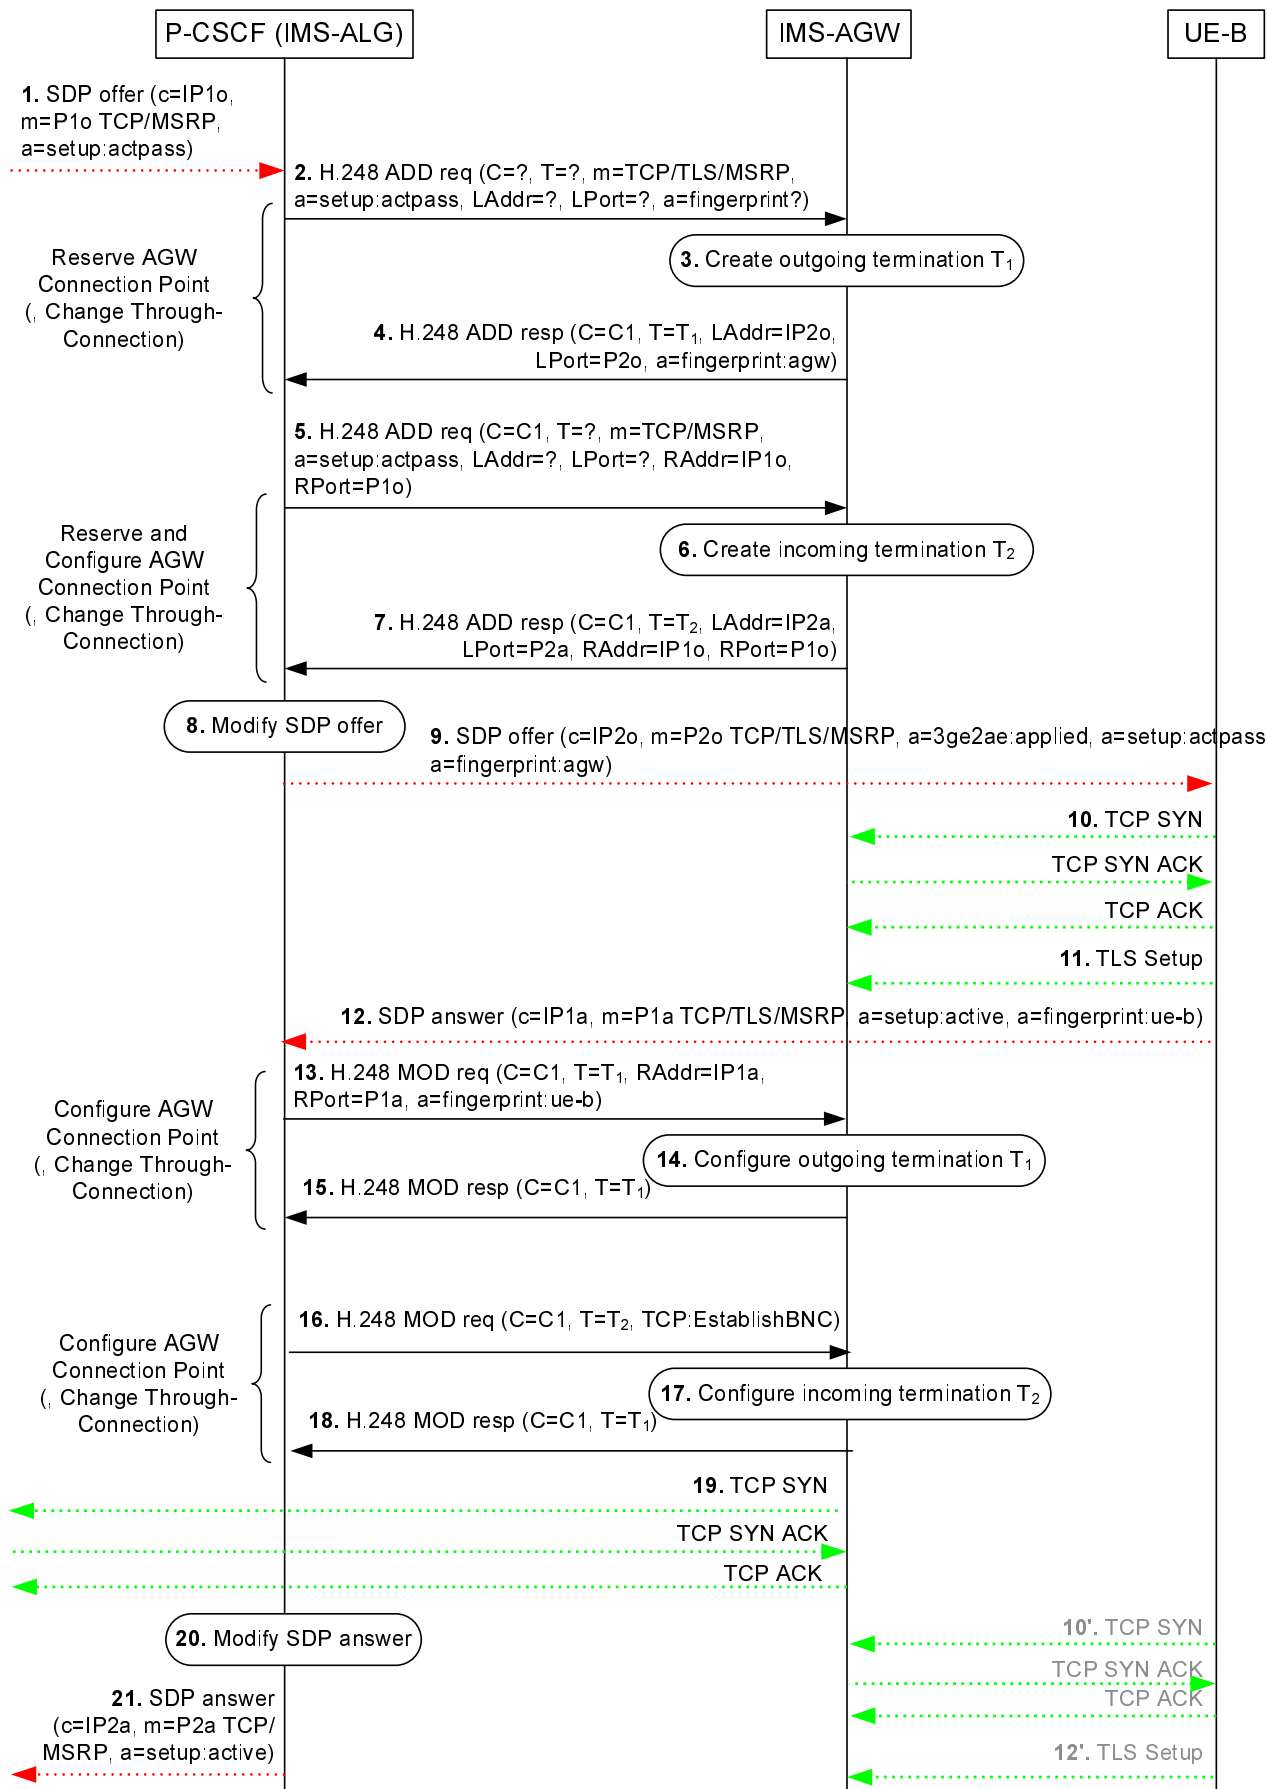 P-CSCF (IMS-ALG)
IMS-AGW
UE-B
1. SDP offer (c=IP1o,
m=P1o TCP/MSRP,
a=setup:actpass)
2. H.248 ADD req (C=?, T=?, m=TCP/TLS/MSRP,
a=setup:actpass, LAddr=?, LPort=?, a=fingerprint?)
Reserve AGW
Connection Point
(, Change Through-
Connection)
3. Create outgoing termination T1
4. H.248 ADD resp (C=C1, T=T1, LAddr=IP2o,
LPort=P2o, a=fingerprint:agw)
5. H.248 ADD req (C=C1, T=?, m=TCP/MSRP,
a=setup:actpass, LAddr=?, LPort=?, RAddr=IP1o,
RPort=P1o)
Reserve and
Configure AGW
Connection Point
(, Change Through-
Connection)
6. Create incoming termination T2
7. H.248 ADD resp (C=C1, T=T2, LAddr=IP2a,
LPort=P2a, RAddr=IP1o, RPort=P1o)
8. Modify SDP offer
9. SDP offer (c=IP2o, m=P2o TCP/TLS/MSRP, a=3ge2ae:applied, a=setup:actpass
a=fingerprint:agw)
10. TCP SYN
TCP SYN ACK
TCP ACK
11. TLS Setup
12. SDP answer (c=IP1a, m=P1a TCP/TLS/MSRP, a=setup:active, a=fingerprint:ue-b)
13. H.248 MOD req (C=C1, T=T1, RAddr=IP1a,
RPort=P1a, a=fingerprint:ue-b)
Configure AGW
Connection Point
(, Change Through-
Connection)
14. Configure outgoing termination T1
15. H.248 MOD resp (C=C1, T=T1)
16. H.248 MOD req (C=C1, T=T2, TCP:EstablishBNC)
Configure AGW
Connection Point
(, Change Through-
Connection)
17. Configure incoming termination T2
18. H.248 MOD resp (C=C1, T=T1)
19. TCP SYN
TCP SYN ACK
TCP ACK
20. Modify SDP answer
10'. TCP SYN
TCP SYN ACK
TCP ACK
21. SDP answer
(c=IP2a, m=P2a TCP/
MSRP, a=setup:active)
12'. TLS Setup